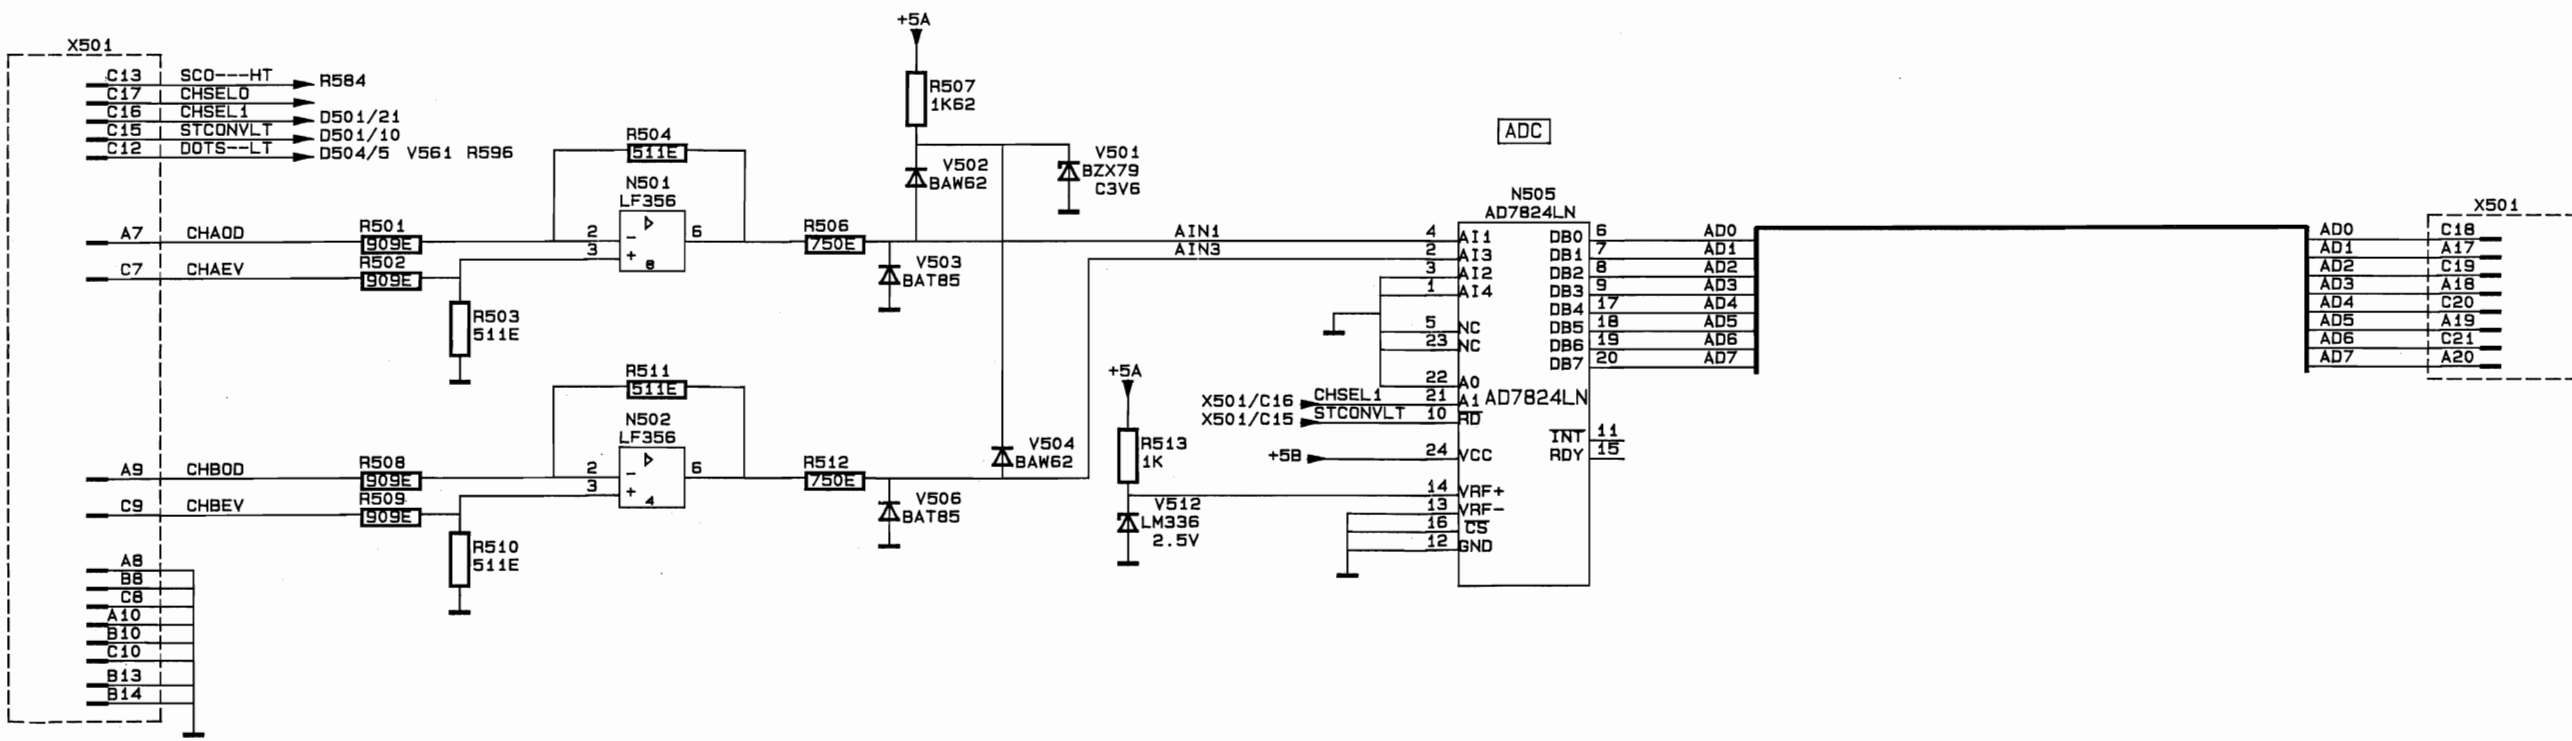 X501
C13 SCO---HT R584
C17 CHSEL0
C16 CHSEL1 D501/21
C15 STCONVLT D501/10
C12 DOTS--LT D504/5 V561 R596
A7 CHAOD
C7 CHAEV
A9 CHBOD
C9 CHBEV
A8
B8
C8
A10
B10
C10
B13
B14
R501
909E
R502
909E
R503
511E
R504
511E
N501
LF356
2
3
6
-
+
8
R506
750E
+5A
R507
1K62
V502
BAW62
V501
BZX79
C3V6
V503
BAT85
R508
909E
R509
909E
R510
511E
R511
511E
N502
LF356
2
3
6
-
+
4
R512
750E
V504
BAW62
V506
BAT85
+5A
R513
1K
V512
LM336
2.5V
AIN1
AIN3
X501/C16 CHSEL1
X501/C15 STCONVLT
+5B
ADC
N505
AD7824LN
4 AI1
2 AI3
3 AI2
1 AI4
5 NC
23 NC
22 A0
21 A1
10 RD
24 VCC
14 VRF+
13 VRF-
16 CS
12 GND
AD7824LN
DB0 6 AD0
DB1 7 AD1
DB2 8 AD2
DB3 9 AD3
DB4 17 AD4
DB5 18 AD5
DB6 19 AD6
DB7 20 AD7
INT 11
RDY 15
X501
AD0 C18
AD1 A17
AD2 C19
AD3 A18
AD4 C20
AD5 A19
AD6 C21
AD7 A20